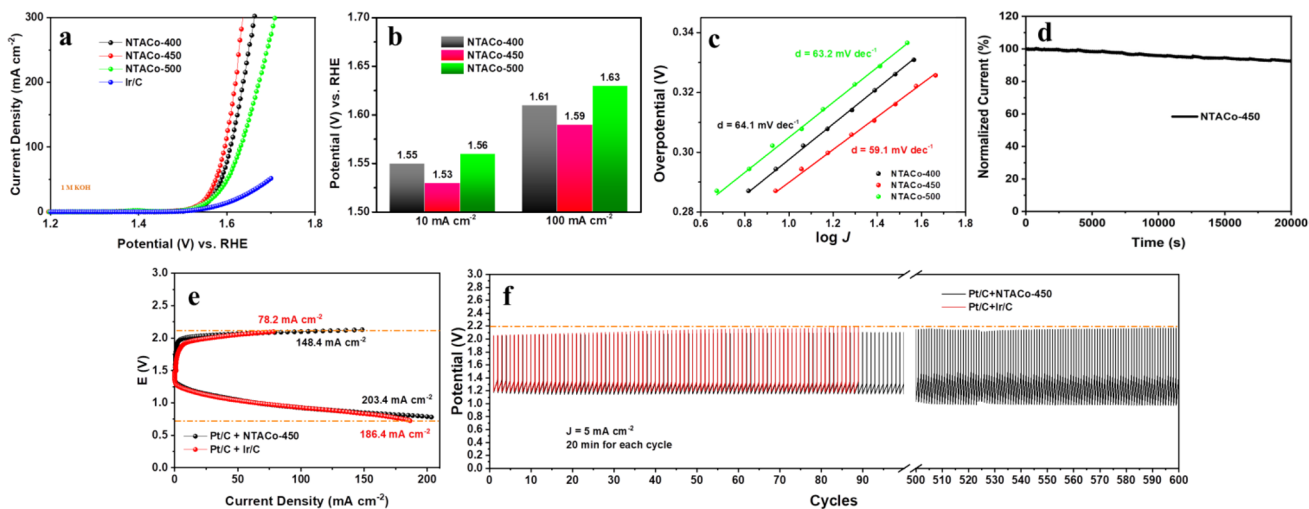 a
NTACo-400
NTACo-450
NTACo-500
Ir/C
1 M KOH
Current Density (mA cm⁻²)
300
200
100
0
1.2
1.4
1.6
1.8
Potential (V) vs. RHE
b
NTACo-400
NTACo-450
NTACo-500
Potential (V) vs. RHE
1.65
1.60
1.55
1.50
1.55
1.53
1.56
1.61
1.59
1.63
10 mA cm⁻²
100 mA cm⁻²
c
d = 63.2 mV dec⁻¹
d = 64.1 mV dec⁻¹
d = 59.1 mV dec⁻¹
NTACo-400
NTACo-450
NTACo-500
Overpotential (V)
0.34
0.32
0.30
0.28
0.6
0.8
1.0
1.2
1.4
1.6
1.8
log J
d
NTACo-450
Normalized Current (%)
120
100
80
60
40
20
0
0
5000
10000
15000
20000
Time (s)
e
78.2 mA cm⁻²
148.4 mA cm⁻²
203.4 mA cm⁻²
186.4 mA cm⁻²
Pt/C + NTACo-450
Pt/C + Ir/C
E (V)
3.0
2.5
2.0
1.5
1.0
0.5
0.0
0
50
100
150
200
Current Density (mA cm⁻²)
f
Pt/C+NTACo-450
Pt/C+Ir/C
J = 5 mA cm⁻²
20 min for each cycle
Potential (V)
3.0
2.8
2.6
2.4
2.2
2.0
1.8
1.6
1.4
1.2
1.0
0.8
0.6
0.4
0.2
0.0
0
10
20
30
40
50
60
70
80
90
500
510
520
530
540
550
560
570
580
590
600
Cycles